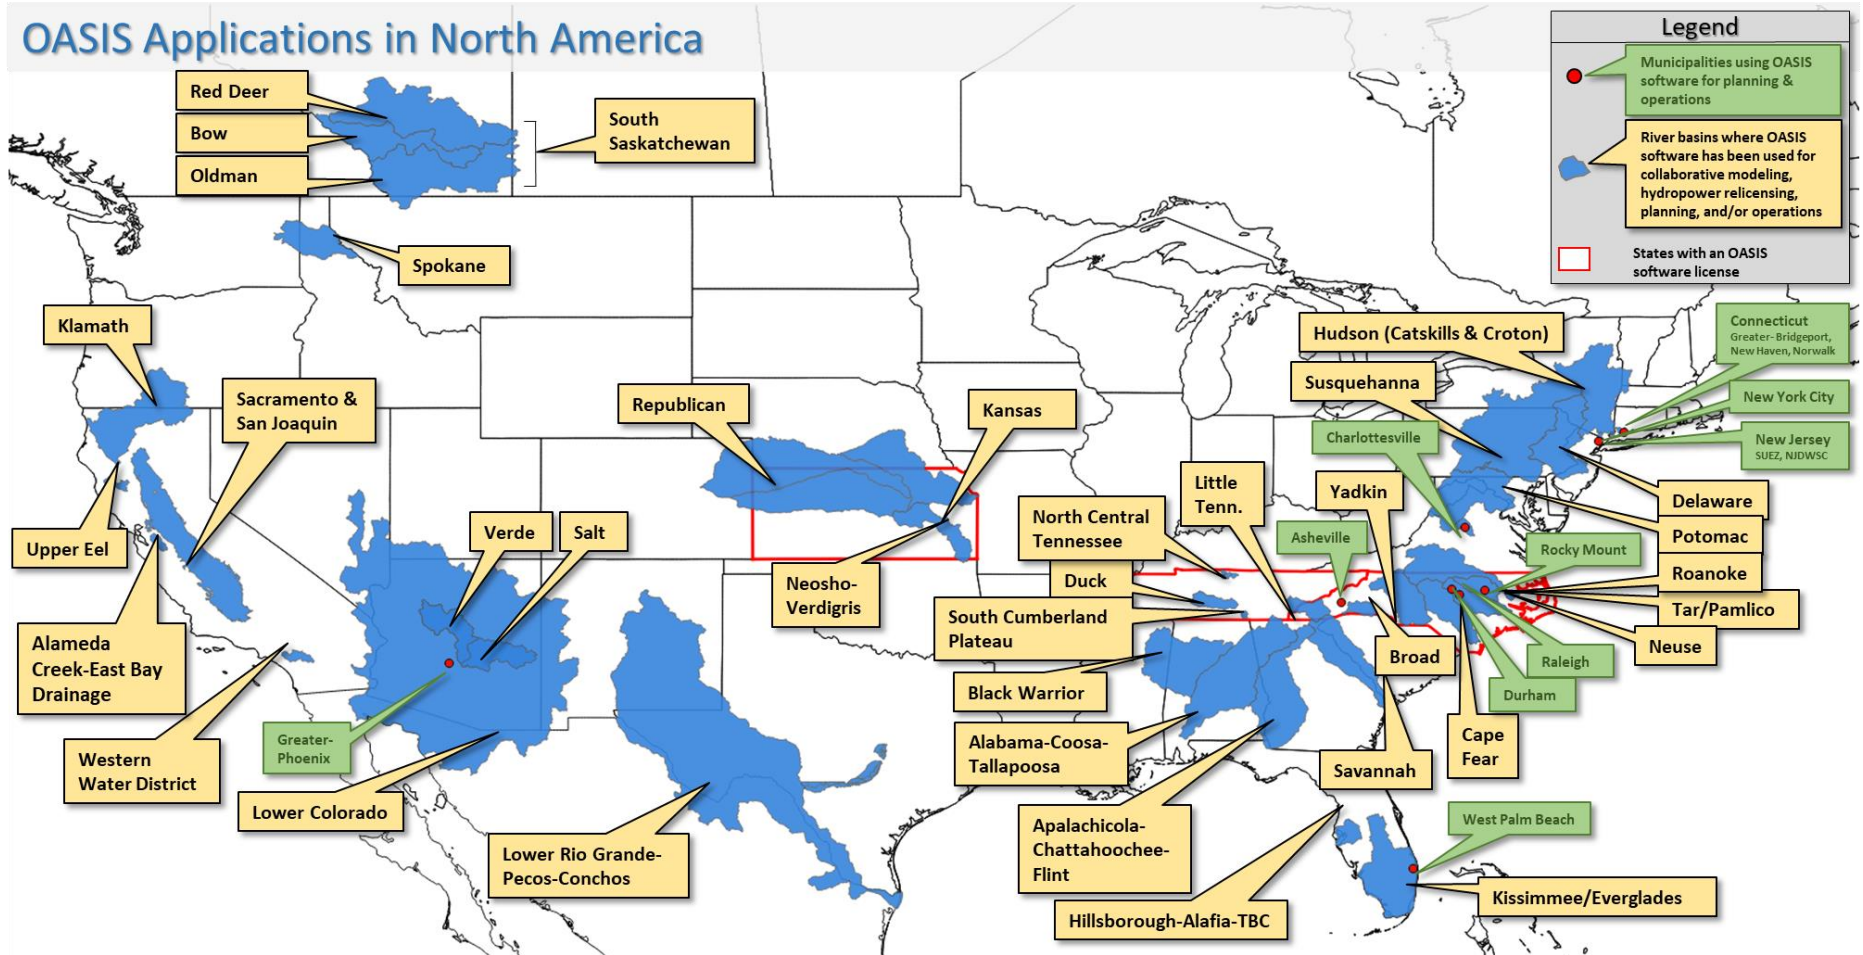 OASIS Applications in North America
Legend
Municipalities using OASIS
software for planning &
operations
River basins where OASIS
software has been used for
collaborative modeling,
hydropower relicensing,
planning, and/or operations
States with an OASIS
software license
Red Deer
Bow
Oldman
South
Saskatchewan
Spokane
Klamath
Sacramento &
San Joaquin
Upper Eel
Alameda
Creek-East Bay
Drainage
Western
Water District
Greater-
Phoenix
Lower Colorado
Verde
Salt
Lower Rio Grande-
Pecos-Conchos
Republican
Kansas
Neosho-
Verdigris
North Central
Tennessee
Duck
South Cumberland
Plateau
Black Warrior
Alabama-Coosa-
Tallapoosa
Apalachicola-
Chattahoochee-
Flint
Hillsborough-Alafia-TBC
Little
Tenn.
Asheville
Yadkin
Charlottesville
Susquehanna
Hudson (Catskills & Croton)
Connecticut
Greater- Bridgeport,
New Haven, Norwalk
New York City
New Jersey
SUEZ, NJDWSC
Delaware
Potomac
Rocky Mount
Roanoke
Tar/Pamlico
Neuse
Raleigh
Durham
Broad
Cape
Fear
Savannah
West Palm Beach
Kissimmee/Everglades